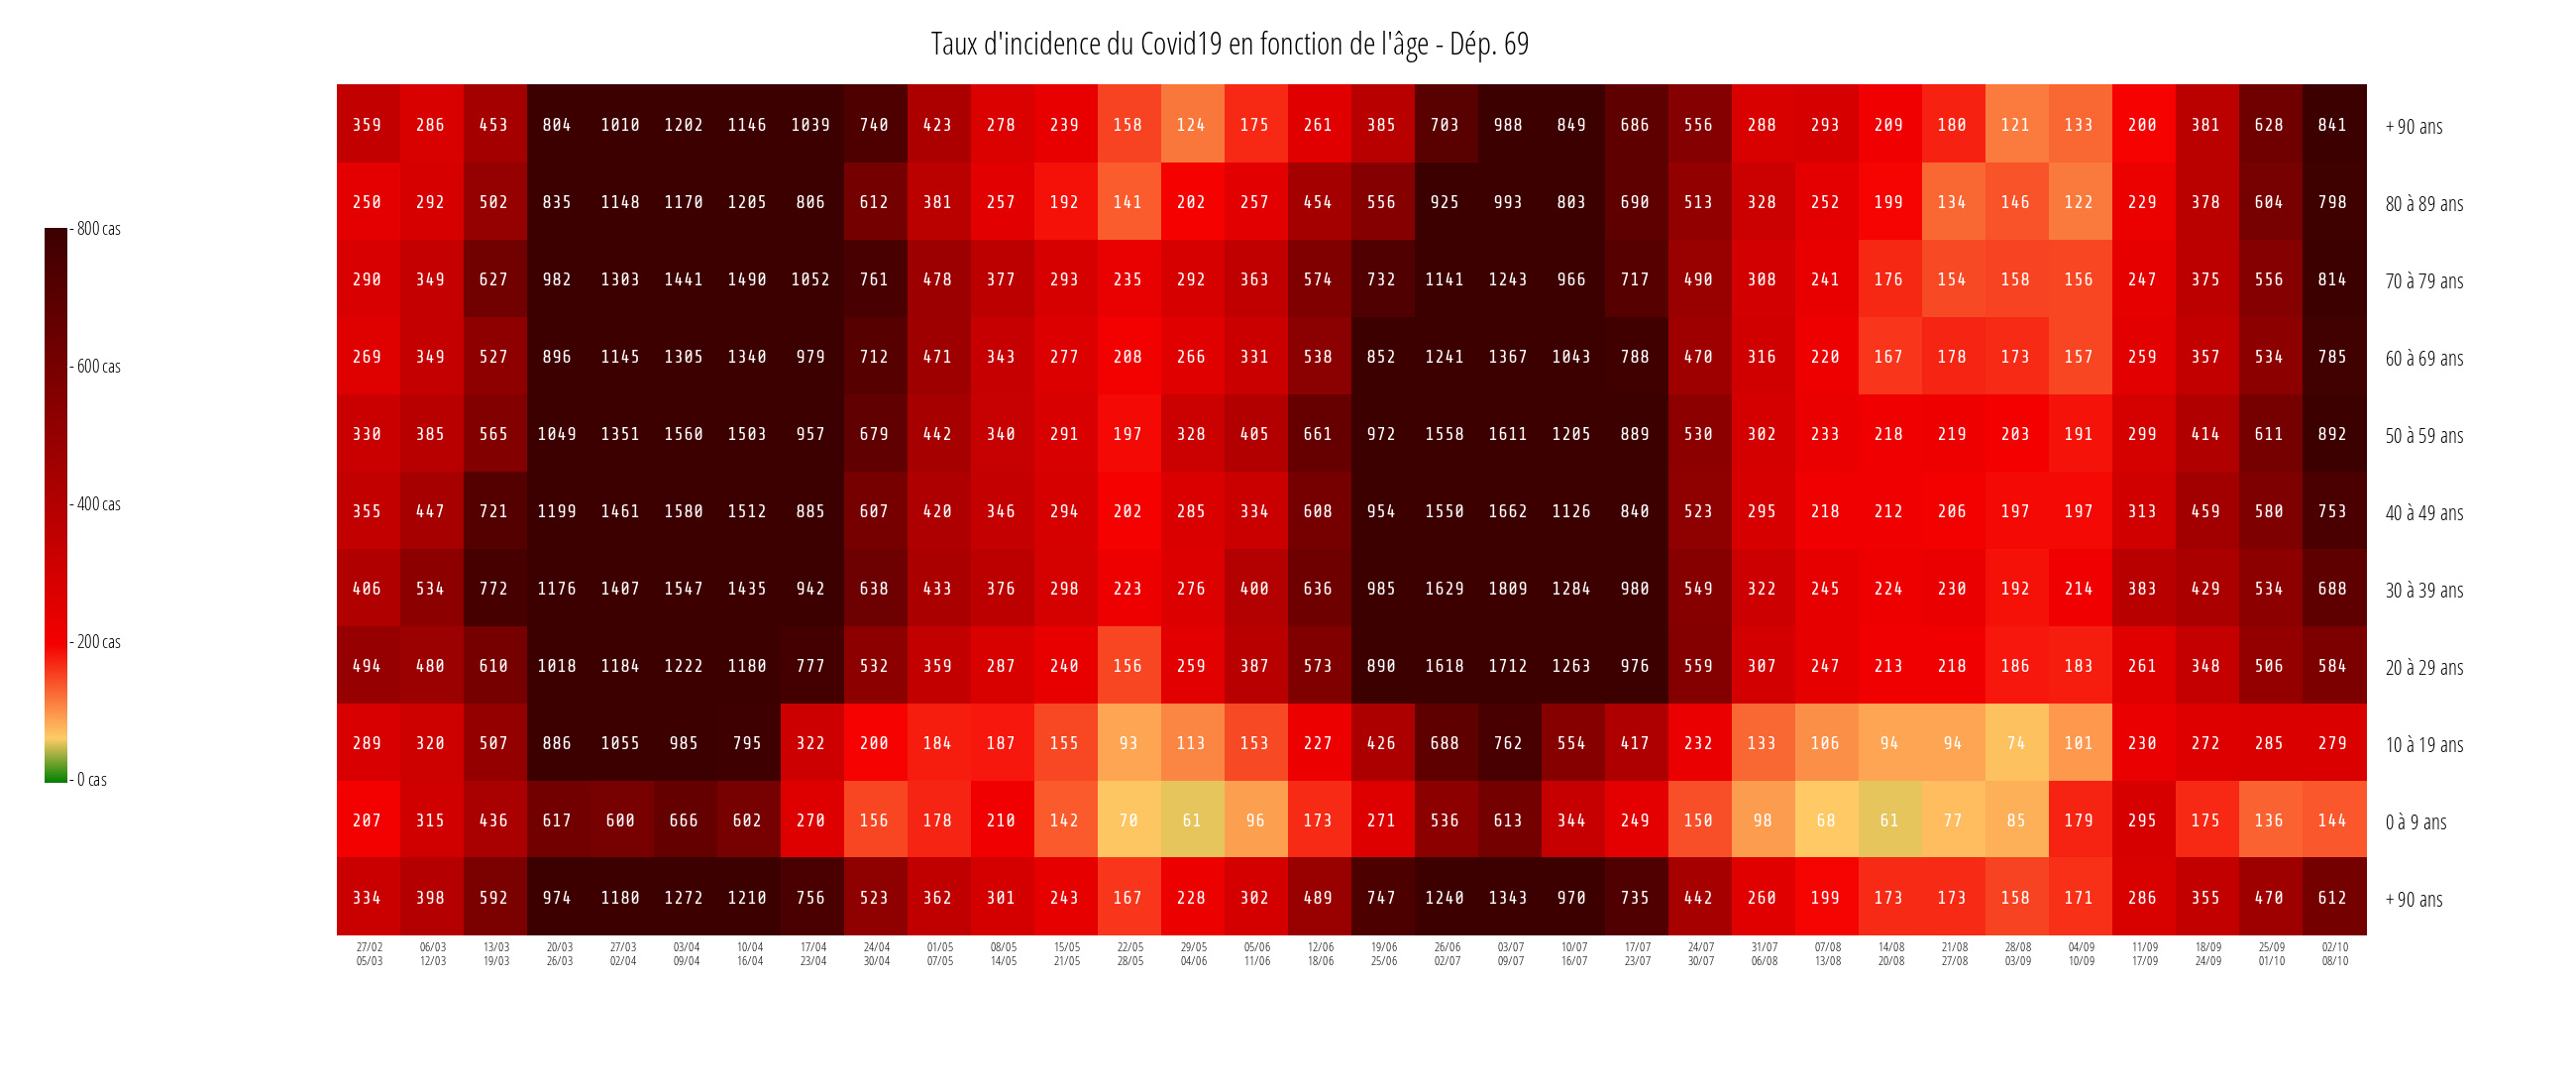 Taux d'incidence du Covid19 en fonction de l'âge - Dép. 69
359 286 453 804 1010 1202 1146 1039 740 423 278 239 158 124 175 261 385 703 988 849 686 556 288 293 209 180 121 133 200 381 628 841 + 90 ans
250 292 502 835 1148 1170 1205 806 612 381 257 192 141 202 257 454 556 925 993 803 690 513 328 252 199 134 146 122 229 378 604 798 80 à 89 ans
- 800 cas
290 349 627 982 1303 1441 1490 1052 761 478 377 293 235 292 363 574 732 1141 1243 966 717 490 308 241 176 154 158 156 247 375 556 814 70 à 79 ans
269 349 527 896 1145 1305 1340 979 712 471 343 277 208 266 331 538 852 1241 1367 1043 788 470 316 220 167 178 173 157 259 357 534 785 60 à 69 ans
- 600 cas
330 385 565 1049 1351 1560 1503 957 679 442 340 291 197 328 405 661 972 1558 1611 1205 889 530 302 233 218 219 203 191 299 414 611 892 50 à 59 ans
- 400 cas
355 447 721 1199 1461 1580 1512 885 607 420 346 294 202 285 334 608 954 1550 1662 1126 840 523 295 218 212 206 197 197 313 459 580 753 40 à 49 ans
406 534 772 1176 1407 1547 1435 942 638 433 376 298 223 276 400 636 985 1629 1809 1284 980 549 322 245 224 230 192 214 383 429 534 688 30 à 39 ans
- 200 cas
494 480 610 1018 1184 1222 1180 777 532 359 287 240 156 259 387 573 890 1618 1712 1263 976 559 307 247 213 218 186 183 261 348 506 584 20 à 29 ans
289 320 507 886 1055 985 795 322 200 184 187 155 93 113 153 227 426 688 762 554 417 232 133 106 94 94 74 101 230 272 285 279 10 à 19 ans
- 0 cas
207 315 436 617 600 666 602 270 156 178 210 142 70 61 96 173 271 536 613 344 249 150 98 68 61 77 85 179 295 175 136 144 0 à 9 ans
334 398 592 974 1180 1272 1210 756 523 362 301 243 167 228 302 489 747 1240 1343 970 735 442 260 199 173 173 158 171 286 355 470 612 + 90 ans
27/02 06/03 13/03 20/03 27/03 03/04 10/04 17/04 24/04 01/05 08/05 15/05 22/05 29/05 05/06 12/06 19/06 26/06 03/07 10/07 17/07 24/07 31/07 07/08 14/08 21/08 28/08 04/09 11/09 18/09 25/09 02/10
05/03 12/03 19/03 26/03 02/04 09/04 16/04 23/04 30/04 07/05 14/05 21/05 28/05 04/06 11/06 18/06 25/06 02/07 09/07 16/07 23/07 30/07 06/08 13/08 20/08 27/08 03/09 10/09 17/09 24/09 01/10 08/10